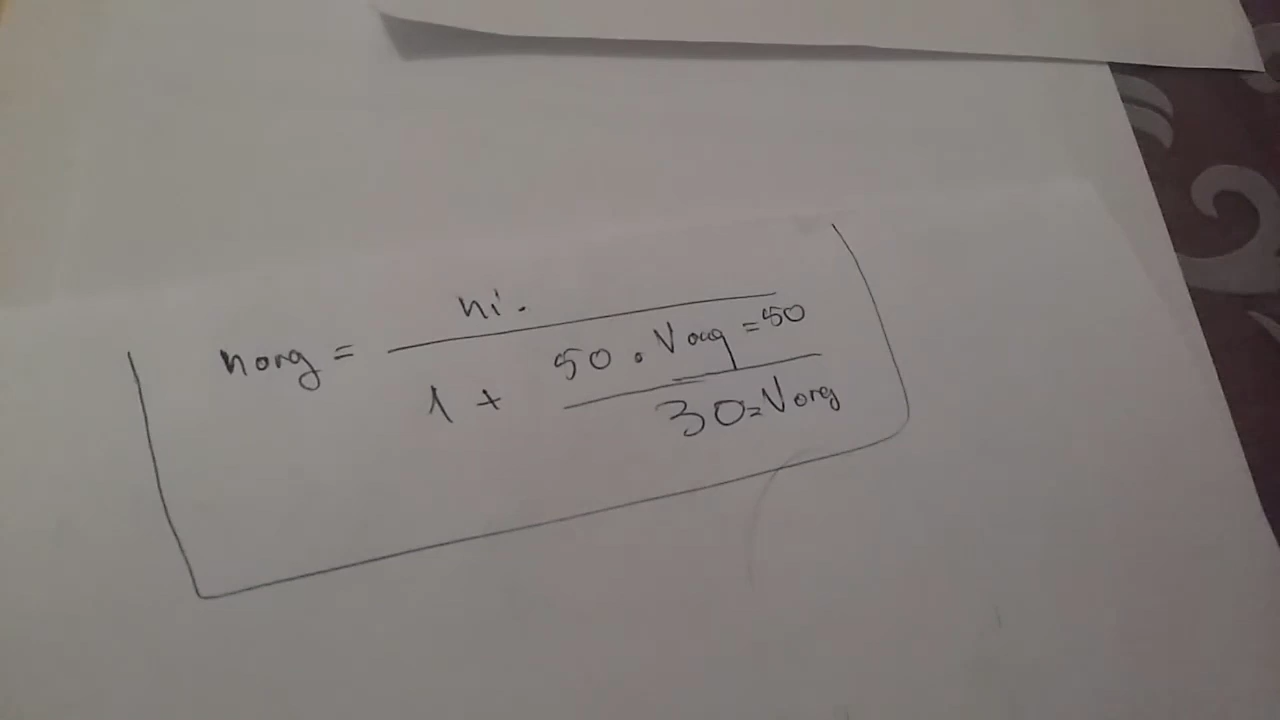 ni.
norg =
50 . Vaq = 50
1 +
30 = Vorg